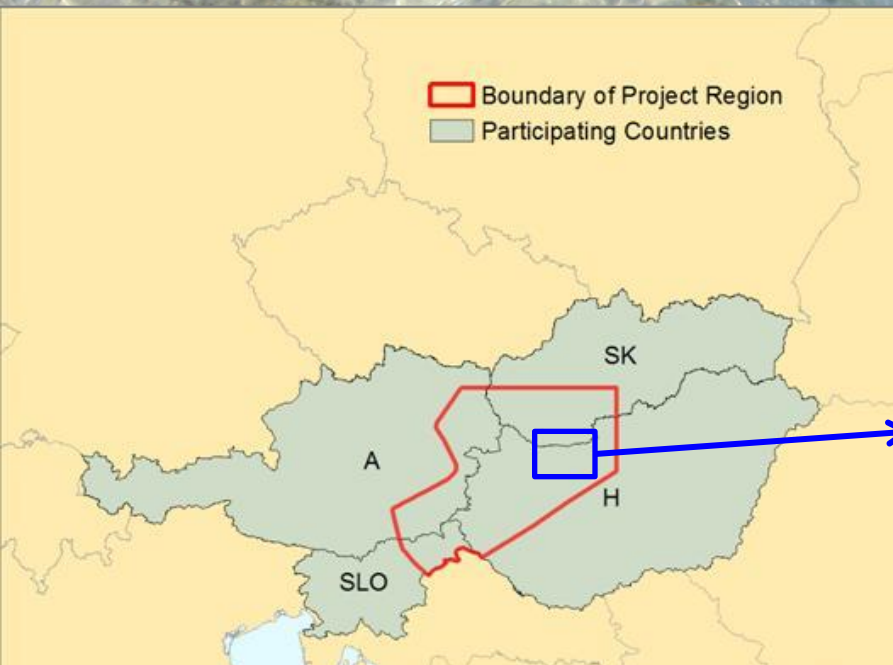 Boundary of Project Region
Participating Countries
SK
A
H
SLO